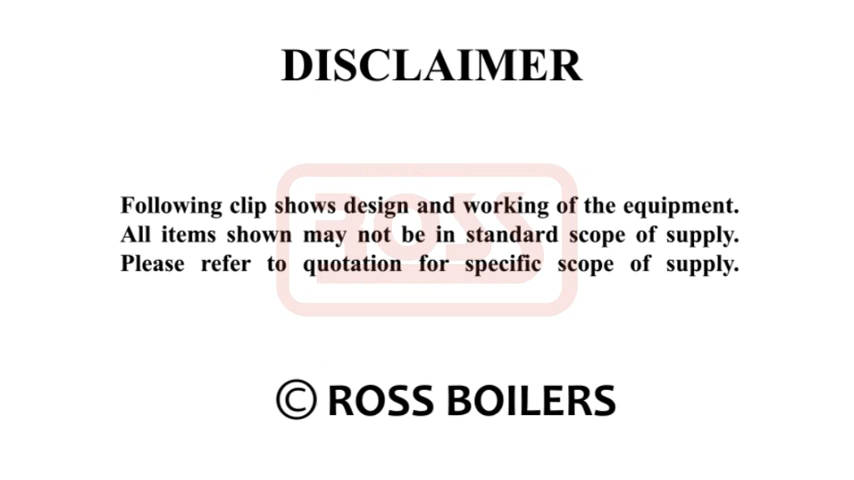 DISCLAIMER
Following clip shows design and working of the equipment.
All items shown may not be in standard scope of supply.
Please refer to quotation for specific scope of supply.
ROSS
© ROSS BOILERS